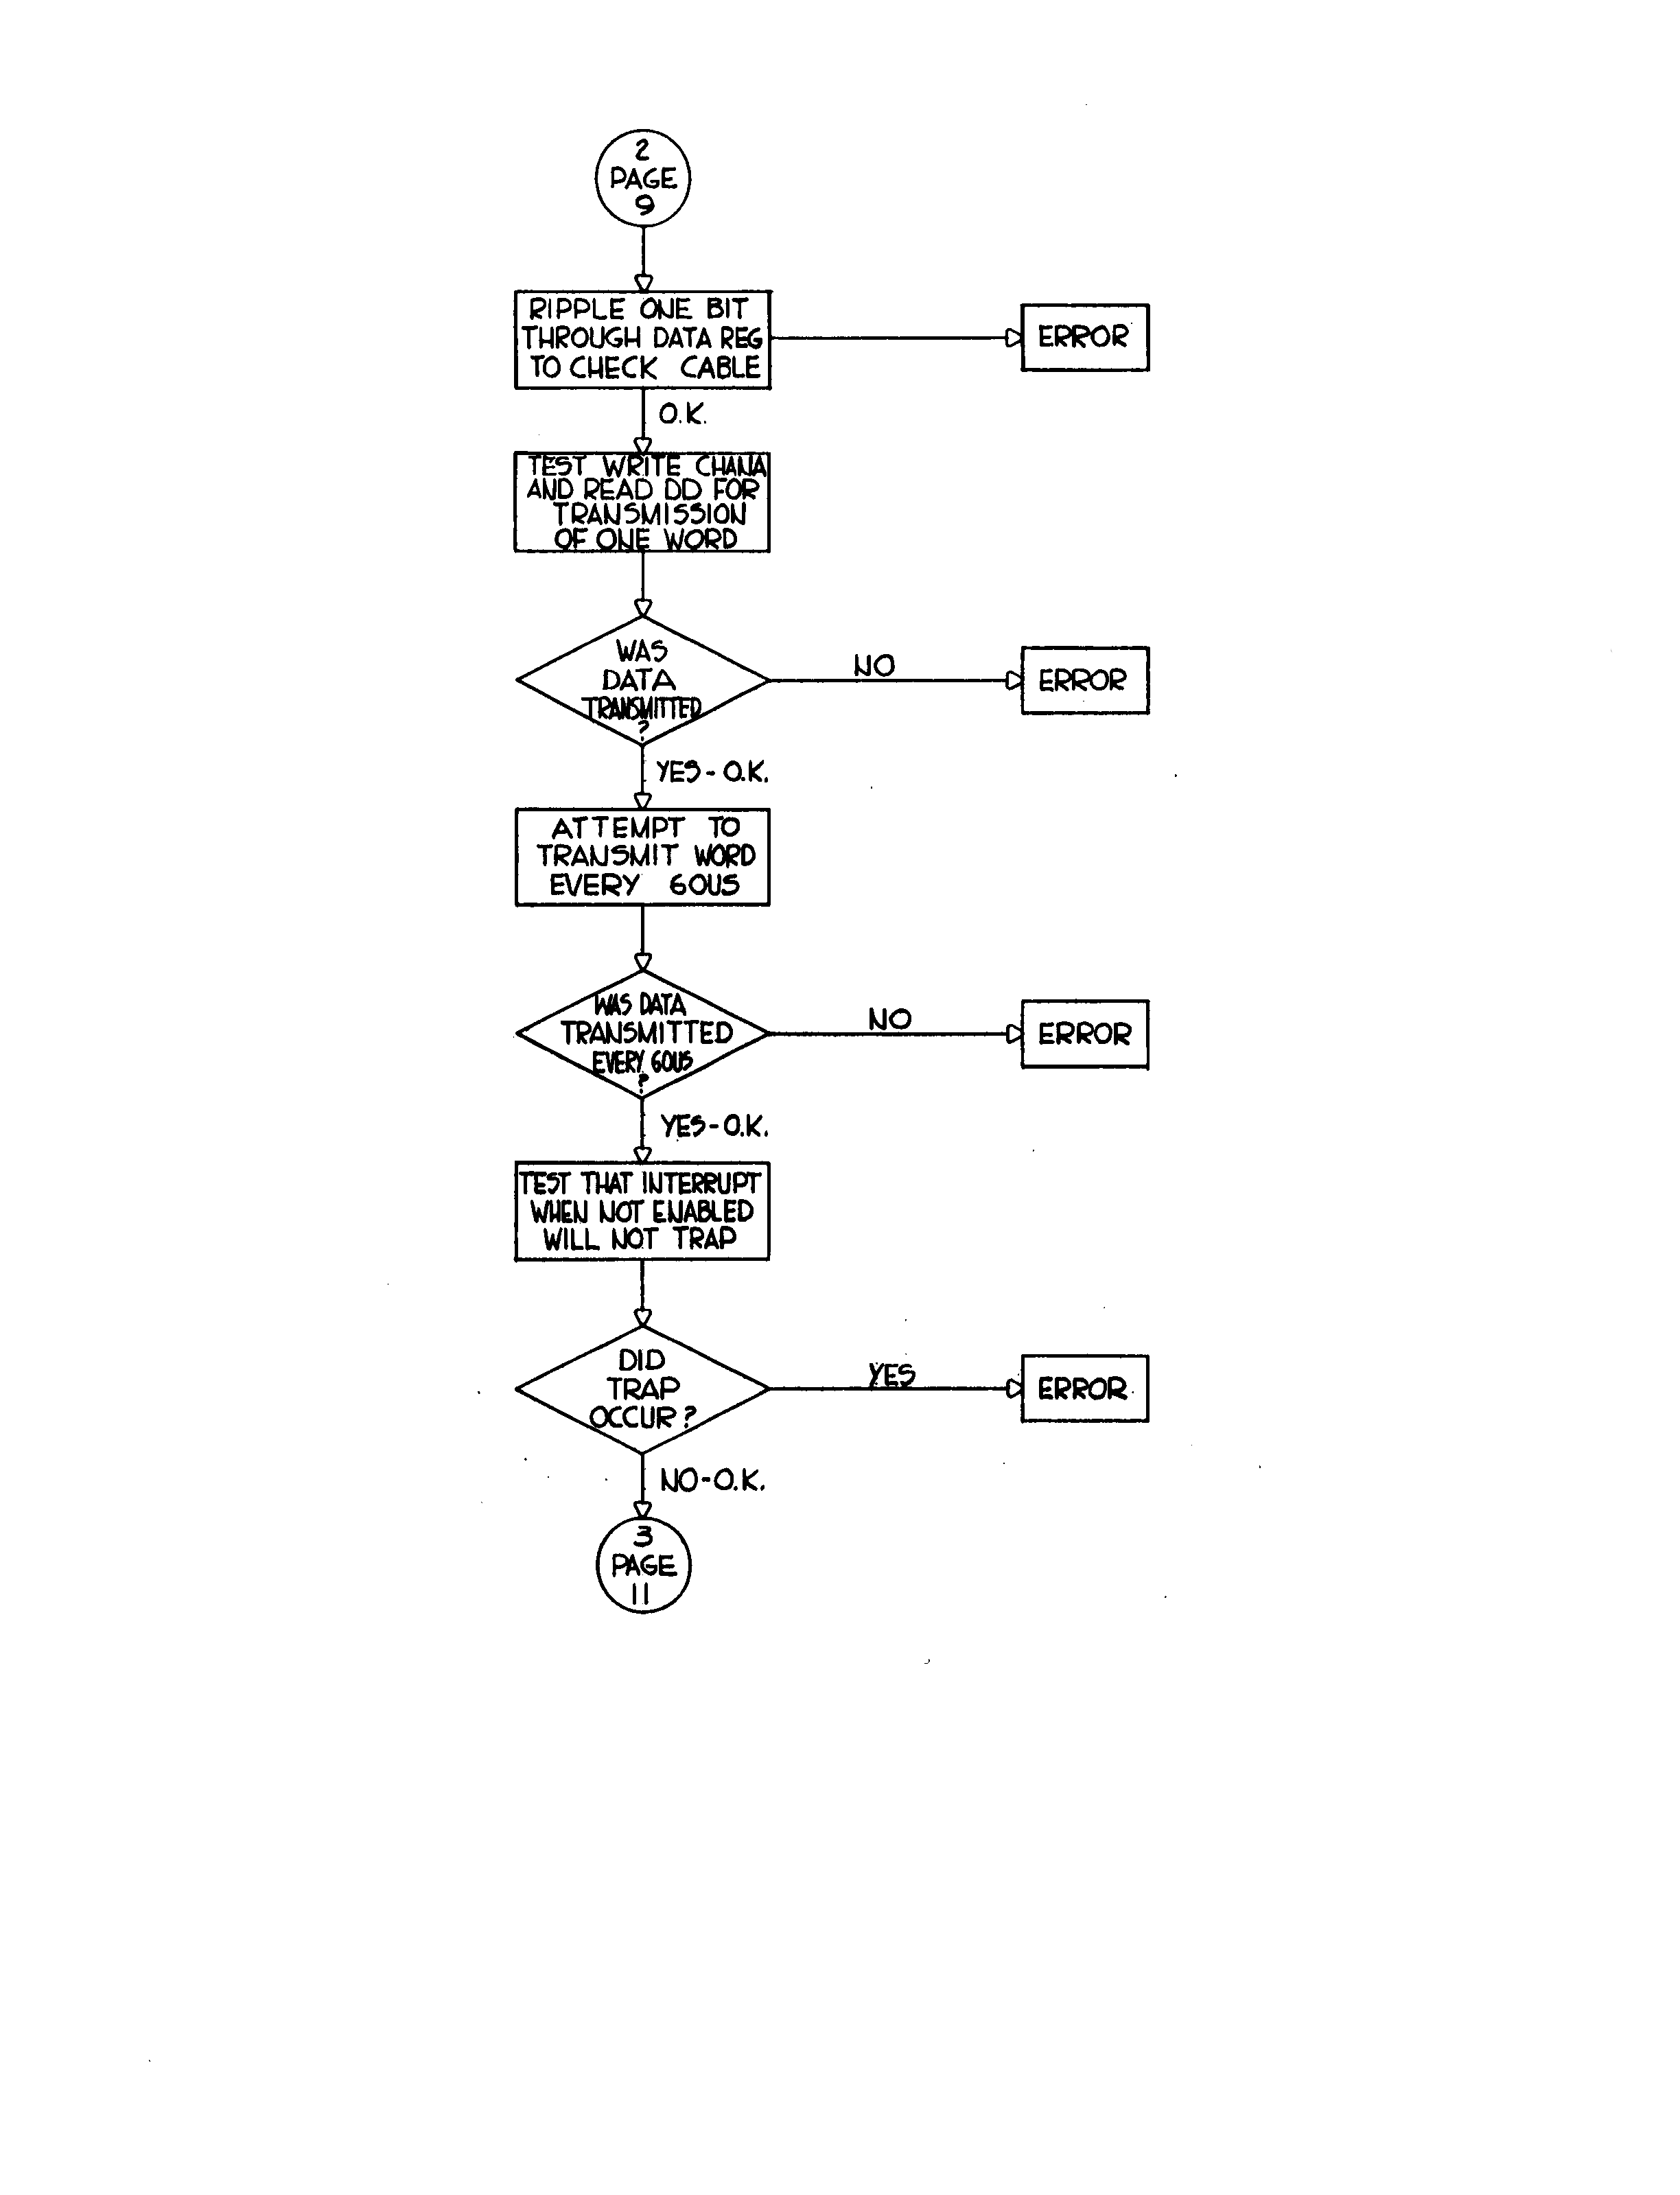 2
PAGE
9
RIPPLE ONE BIT
THROUGH DATA REG
TO CHECK CABLE
ERROR
O.K.
TEST WRITE CHANA
AND READ DD FOR
TRANSMISSION
OF ONE WORD
WAS
DATA
TRANSMITTED
?
NO
ERROR
YES - O.K.
ATTEMPT TO
TRANSMIT WORD
EVERY 60US
WAS DATA
TRANSMITTED
EVERY 60US
?
NO
ERROR
YES-O.K.
TEST THAT INTERRUPT
WHEN NOT ENABLED
WILL NOT TRAP
DID
TRAP
OCCUR?
YES
ERROR
NO-O.K.
3
PAGE
11